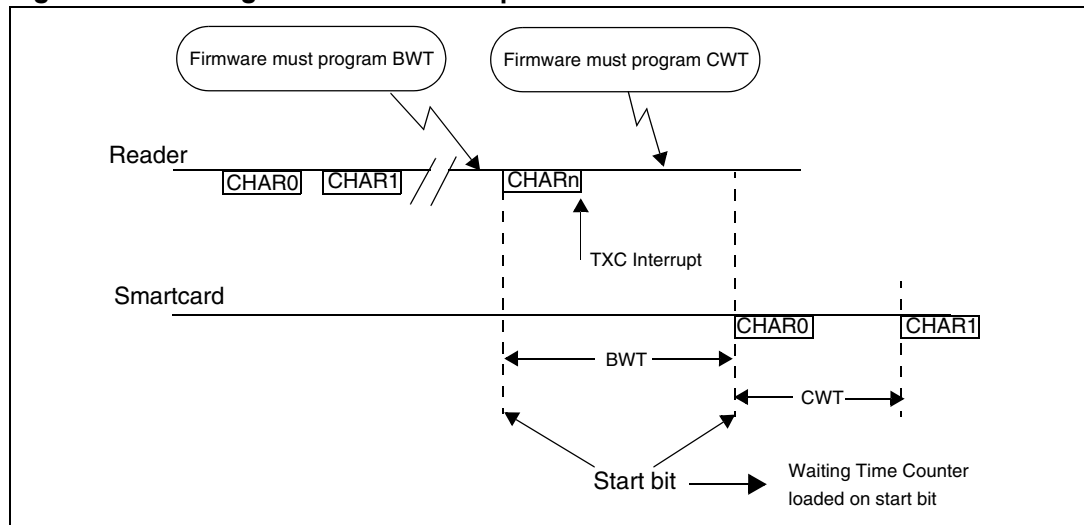 Firmware must program BWT
Firmware must program CWT
Reader
CHAR0
CHAR1
CHARn
TXC Interrupt
Smartcard
CHAR0
CHAR1
BWT
CWT
Start bit
Waiting Time Counter
loaded on start bit